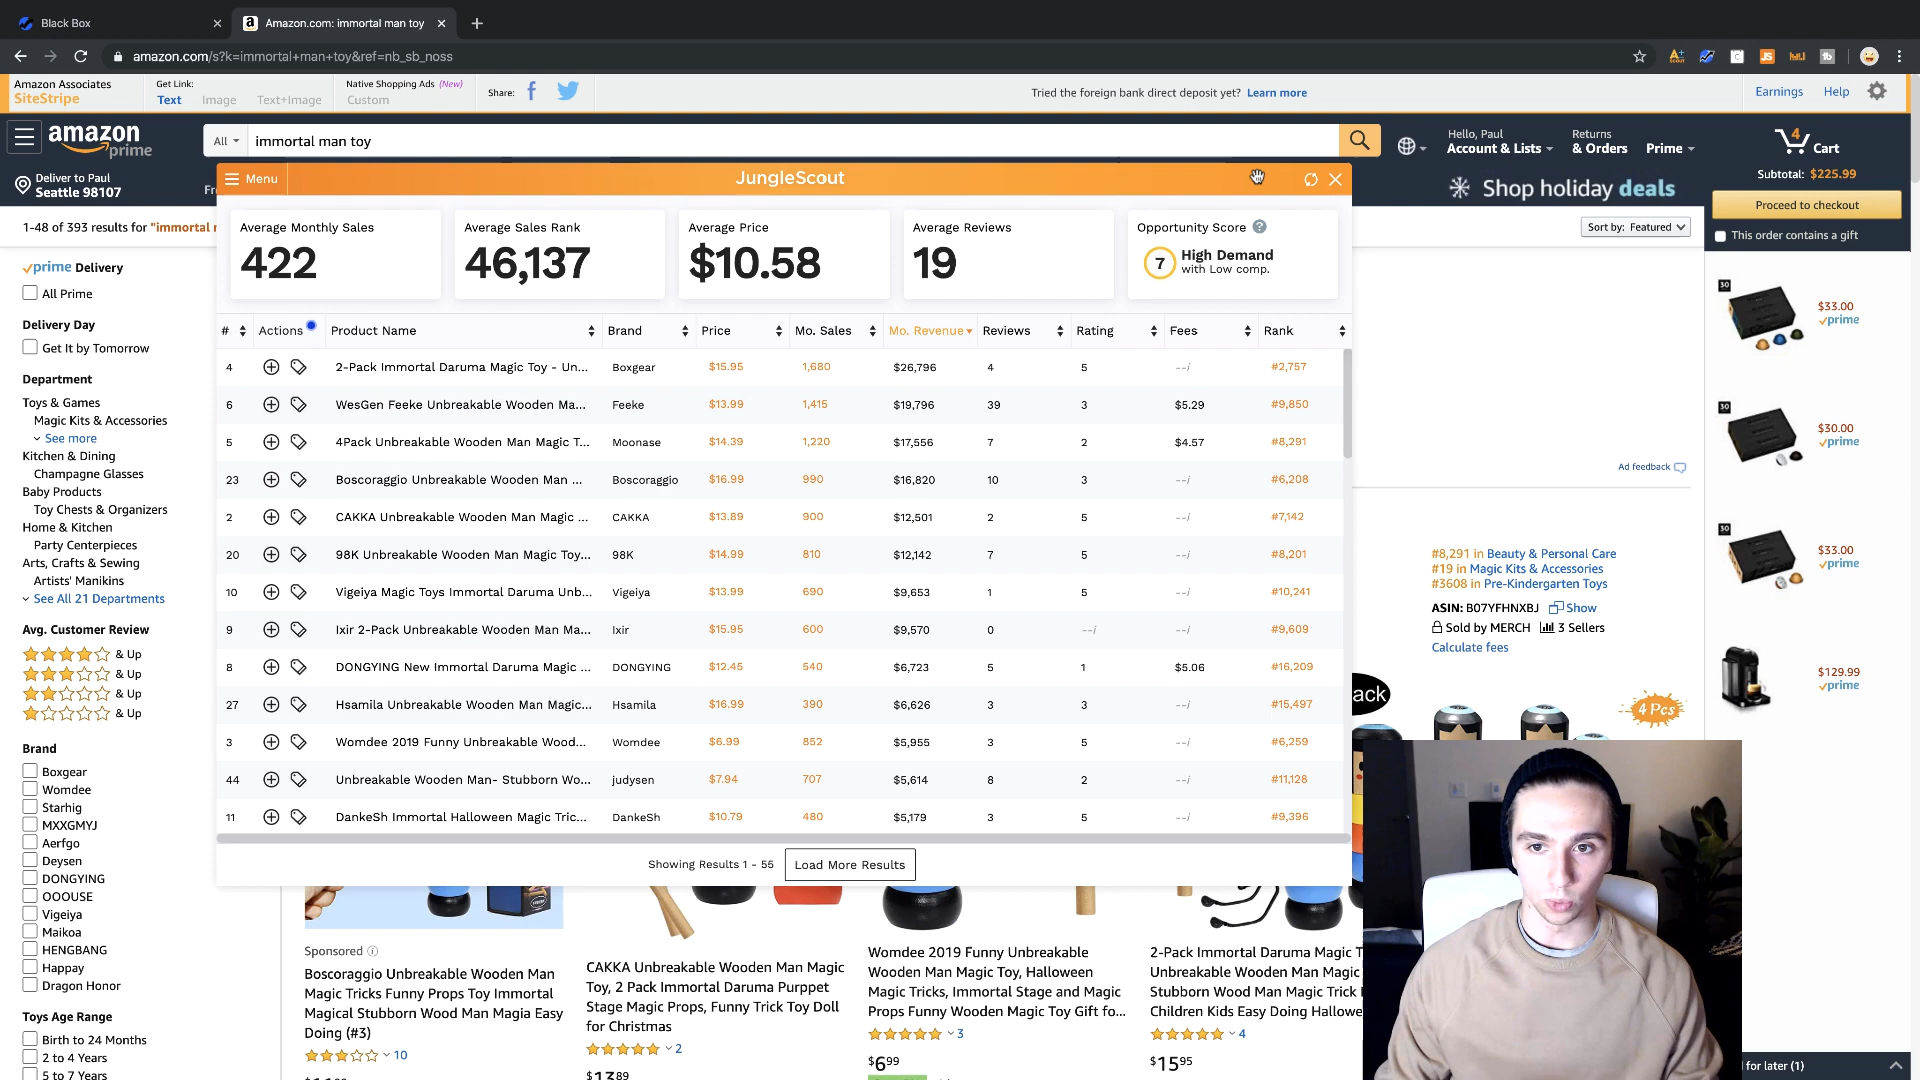 Black Box
Amazon.com: immortal man toy
amazon.com/s?k=immortal+man+toy&ref=nb_sb_noss
Amazon Associates
SiteStripe
Get Link:
Text Image Text+Image
Native Shopping Ads (New)
Custom
Share:
Tried the foreign bank direct deposit yet? Learn more
Earnings Help
amazon prime
All
immortal man toy
Hello, Paul
Account & Lists
Returns
& Orders
Prime
4
Cart
Deliver to Paul
Seattle 98107
Fr
Shop holiday deals
Subtotal: $225.99
Proceed to checkout
This order contains a gift
1-48 of 393 results for "immortal
Sort by: Featured
Menu
JungleScout
Average Monthly Sales
422
Average Sales Rank
46,137
Average Price
$10.58
Average Reviews
19
Opportunity Score ?
7 High Demand
with Low comp.
# Actions Product Name Brand Price Mo. Sales Mo. Revenue Reviews Rating Fees Rank
4 2-Pack Immortal Daruma Magic Toy - Un... Boxgear $15.95 1,680 $26,796 4 5 --i #2,757
6 WesGen Feeke Unbreakable Wooden Ma... Feeke $13.99 1,415 $19,796 39 3 $5.29 #9,850
5 4Pack Unbreakable Wooden Man Magic T... Moonase $14.39 1,220 $17,556 7 2 $4.57 #8,291
23 Boscoraggio Unbreakable Wooden Man ... Boscoraggio $16.99 990 $16,820 10 3 --i #6,208
2 CAKKA Unbreakable Wooden Man Magic ... CAKKA $13.89 900 $12,501 2 5 --i #7,142
20 98K Unbreakable Wooden Man Magic Toy... 98K $14.99 810 $12,142 7 5 --i #8,201
10 Vigeiya Magic Toys Immortal Daruma Unb... Vigeiya $13.99 690 $9,653 1 5 --i #10,241
9 Ixir 2-Pack Unbreakable Wooden Man Ma... Ixir $15.95 600 $9,570 0 --i --i #9,609
8 DONGYING New Immortal Daruma Magic ... DONGYING $12.45 540 $6,723 5 1 $5.06 #16,209
27 Hsamila Unbreakable Wooden Man Magic... Hsamila $16.99 390 $6,626 3 3 --i #15,497
3 Womdee 2019 Funny Unbreakable Wood... Womdee $6.99 852 $5,955 3 5 --i #6,259
44 Unbreakable Wooden Man- Stubborn Wo... judysen $7.94 707 $5,614 8 2 --i #11,128
11 DankeSh Immortal Halloween Magic Tric... DankeSh $10.79 480 $5,179 3 5 --i #9,396
Showing Results 1 - 55 Load More Results
prime Delivery
All Prime
Delivery Day
Get It by Tomorrow
Department
Toys & Games
Magic Kits & Accessories
See more
Kitchen & Dining
Champagne Glasses
Baby Products
Toy Chests & Organizers
Home & Kitchen
Party Centerpieces
Arts, Crafts & Sewing
Artists' Manikins
See All 21 Departments
Avg. Customer Review
& Up
& Up
& Up
& Up
Brand
Boxgear
Womdee
Starhig
MXXGMYJ
Aerfgo
Deysen
DONGYING
OOOUSE
Vigeiya
Maikoa
HENGBANG
Happay
Dragon Honor
Toys Age Range
Birth to 24 Months
2 to 4 Years
5 to 7 Years
Ad feedback
#8,291 in Beauty & Personal Care
#19 in Magic Kits & Accessories
#3608 in Pre-Kindergarten Toys
ASIN: B07YFHNXBJ Show
Sold by MERCH 3 Sellers
Calculate fees
ack
4 Pcs
30
$33.00
prime
30
$30.00
prime
30
$33.00
prime
$129.99
prime
Sponsored
Boscoraggio Unbreakable Wooden Man
Magic Tricks Funny Props Toy Immortal
Magical Stubborn Wood Man Magia Easy
Doing (#3)
10
CAKKA Unbreakable Wooden Man Magic
Toy, 2 Pack Immortal Daruma Purppet
Stage Magic Props, Funny Trick Toy Doll
for Christmas
2
$13.89
Womdee 2019 Funny Unbreakable
Wooden Man Magic Toy, Halloween
Magic Tricks, Immortal Stage and Magic
Props Funny Wooden Magic Toy Gift fo...
3
$6.99
2-Pack Immortal Daruma Magic T
Unbreakable Wooden Man Magic
Stubborn Wood Man Magic Trick
Children Kids Easy Doing Hallowe
4
$15.95
for later (1)